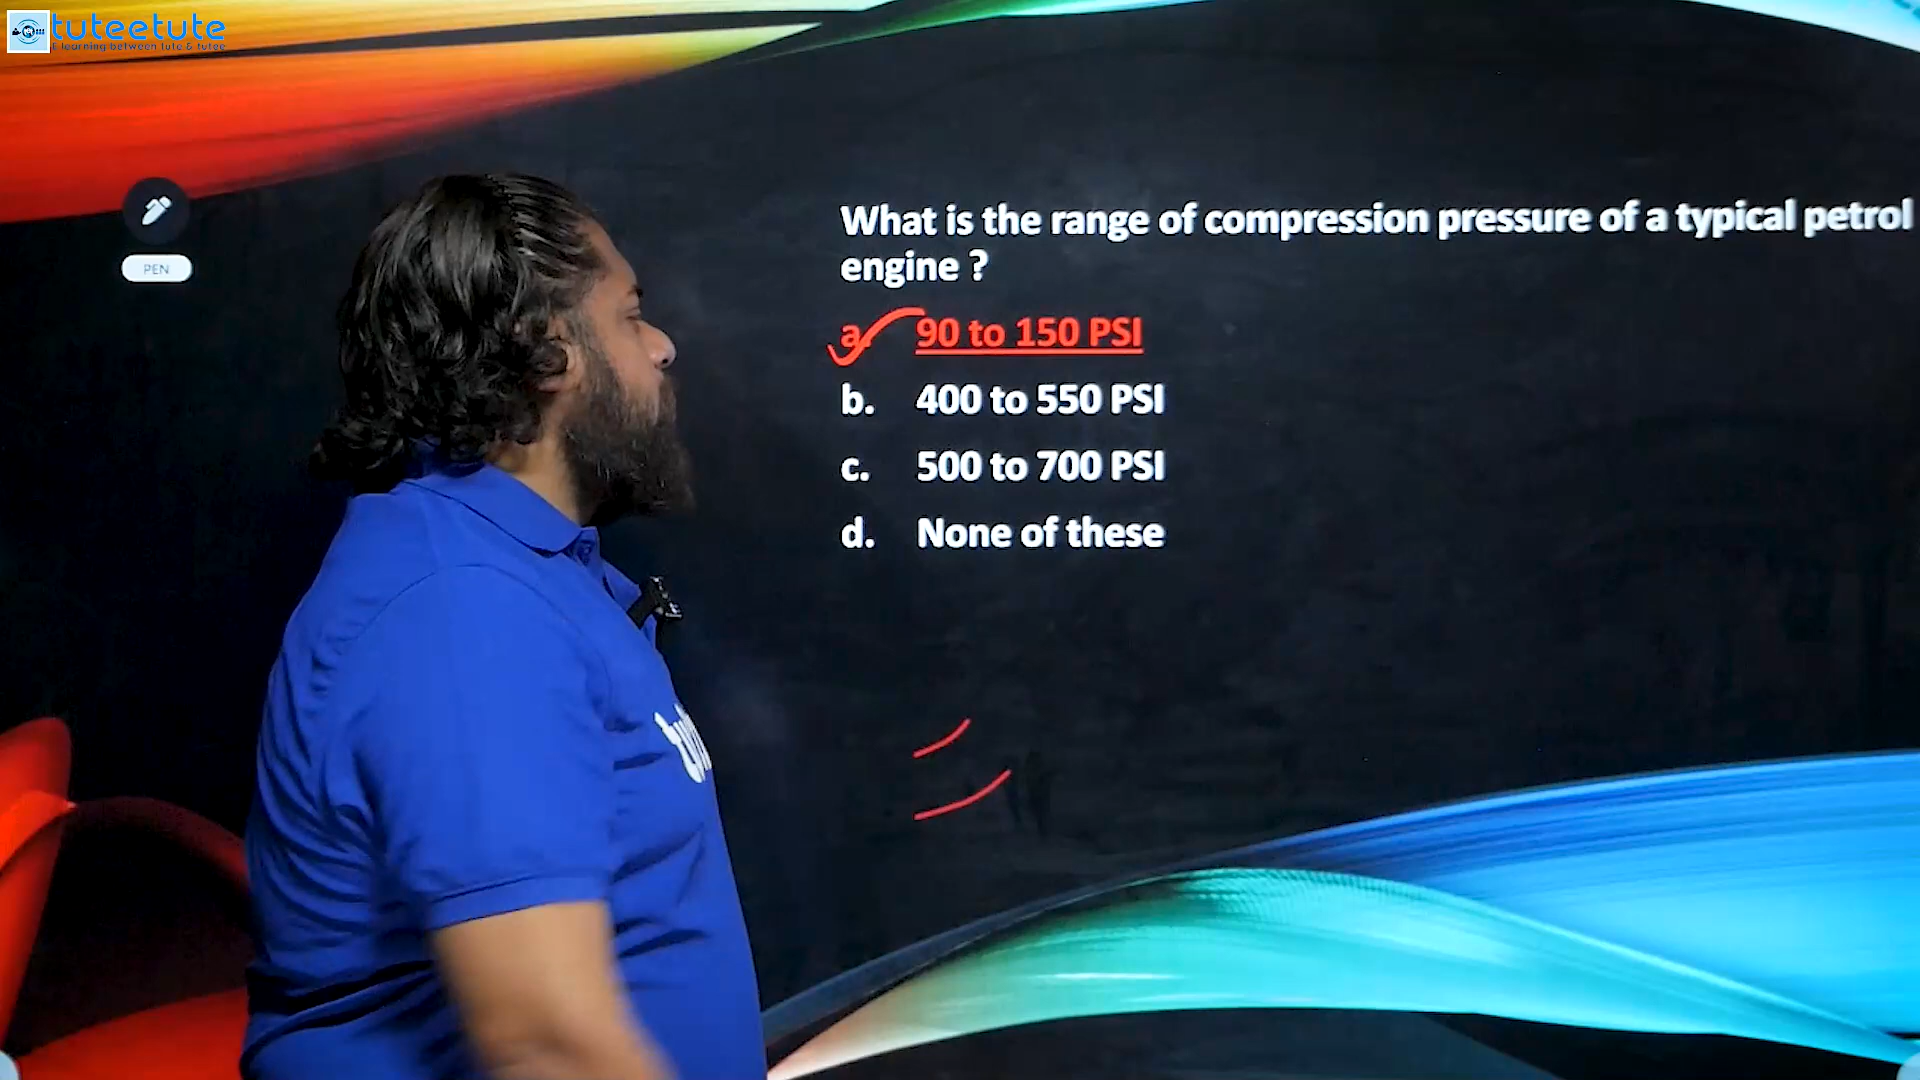 tuteetute
E learning between tute & tutee
PEN
What is the range of compression pressure of a typical petrol
engine ?
a. 90 to 150 PSI
b. 400 to 550 PSI
c. 500 to 700 PSI
d. None of these